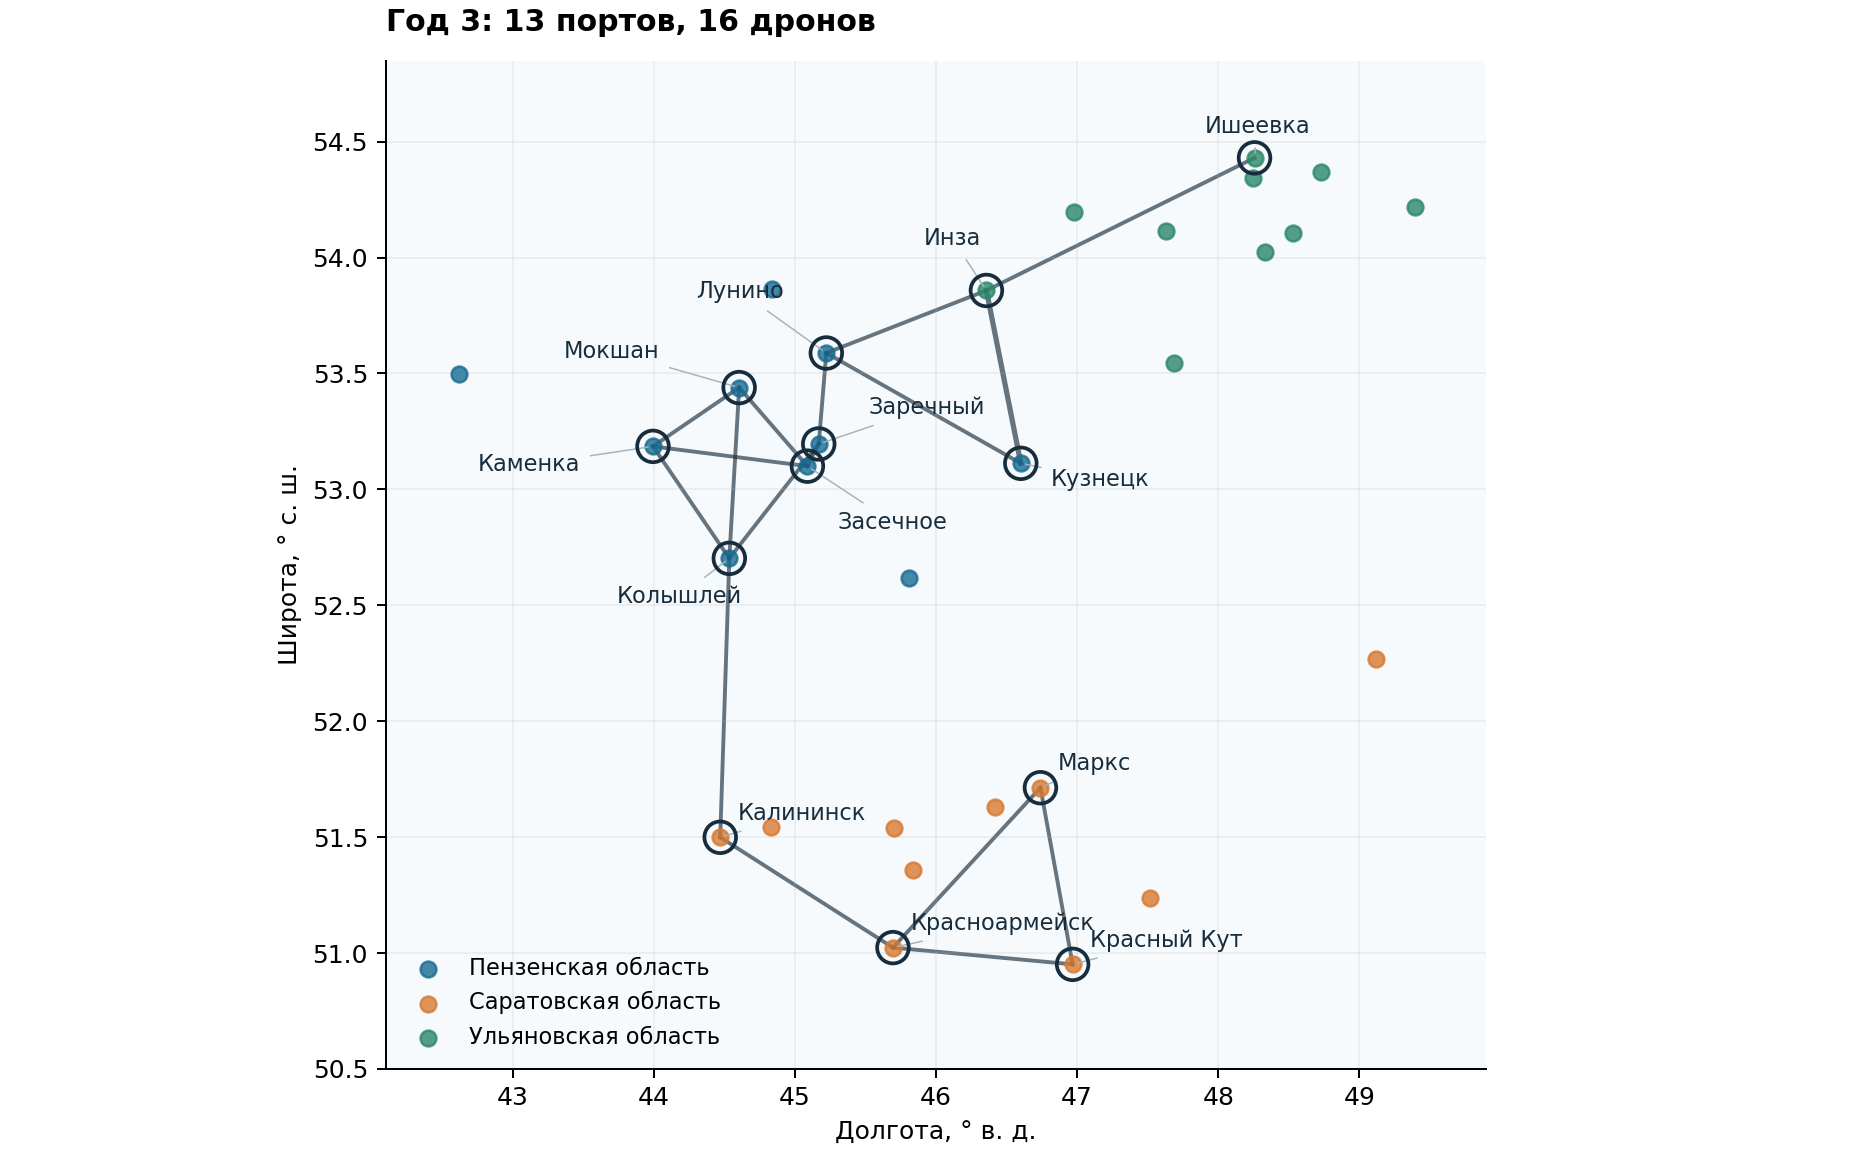 Год 3: 13 портов, 16 дронов
Ишеевка
54.5
Инза
54.0
Лунино
Мокшан
53.5
Заречный
Каменка
Кузнецк
53.0
Засечное
Колышлей
52.5
52.0
Маркс
Калининск
51.5
Красноармейск
Красный Кут
51.0
50.5
Широта, ° с. ш.
Пензенская область
Саратовская область
Ульяновская область
43 44 45 46 47 48 49
Долгота, ° в. д.